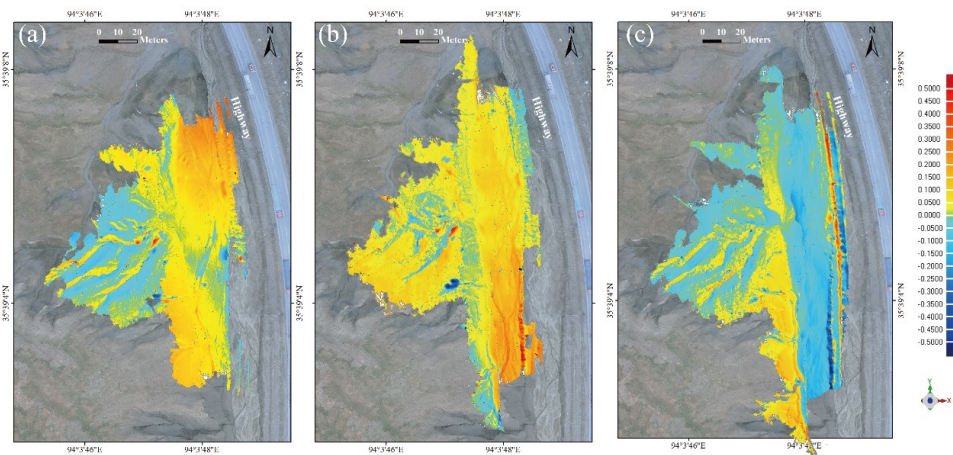 94°3'46"E 94°3'48"E 94°3'46"E 94°3'48"E 94°3'46"E 94°3'48"E
(a) (b) (c)
N N N
0 10 20 0 10 20 0 10 20
Meters Meters Meters
35°39'8"N 35°39'8"N 35°39'8"N
Highway Highway Highway
0.5000
0.4500
0.4000
0.3500
0.3000
0.2500
0.2000
0.1500
0.1000
0.0500
0.0000
-0.0500
-0.1000
-0.1500
-0.2000
-0.2500
-0.3000
-0.3500
-0.4000
-0.4500
-0.5000
35°39'4"N 35°39'4"N 35°39'4"N
Y
X
94°3'46"E 94°3'48"E 94°3'46"E 94°3'48"E 94°3'46"E